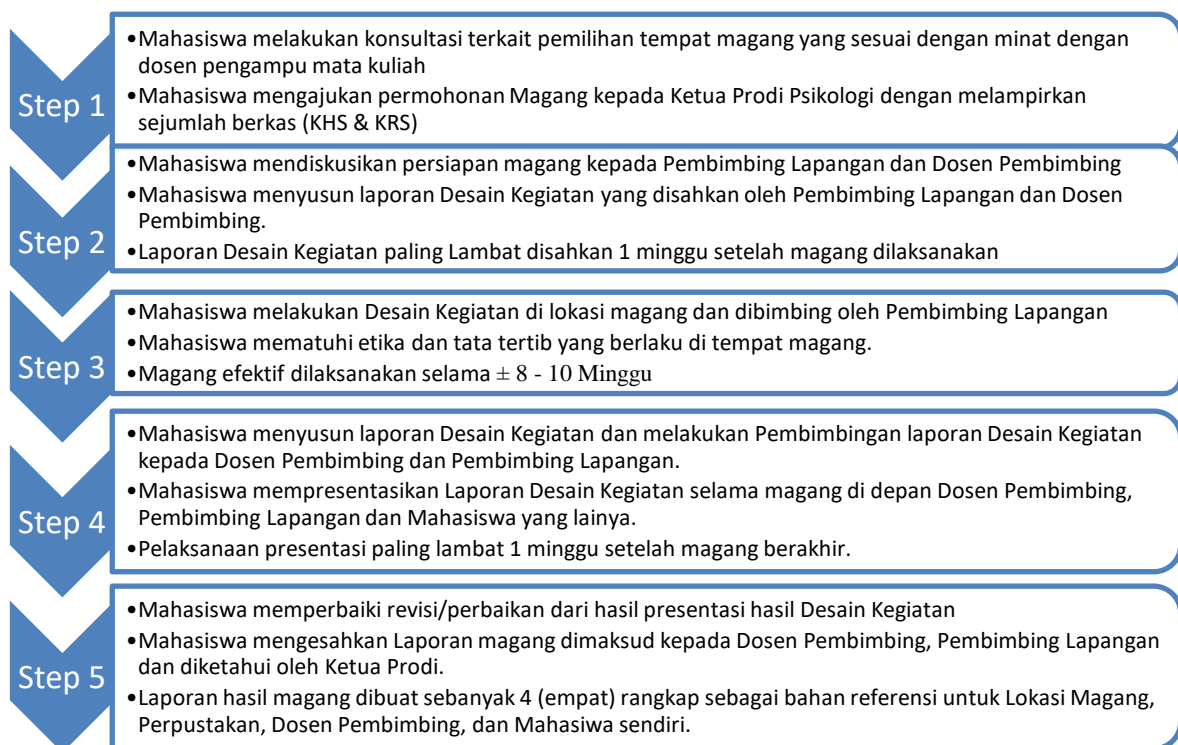 Step 1
•Mahasiswa melakukan konsultasi terkait pemilihan tempat magang yang sesuai dengan minat dengan
dosen pengampu mata kuliah
•Mahasiswa mengajukan permohonan Magang kepada Ketua Prodi Psikologi dengan melampirkan
sejumlah berkas (KHS & KRS)
Step 2
•Mahasiswa mendiskusikan persiapan magang kepada Pembimbing Lapangan dan Dosen Pembimbing
•Mahasiswa menyusun laporan Desain Kegiatan yang disahkan oleh Pembimbing Lapangan dan Dosen
Pembimbing.
•Laporan Desain Kegiatan paling Lambat disahkan 1 minggu setelah magang dilaksanakan
Step 3
•Mahasiswa melakukan Desain Kegiatan di lokasi magang dan dibimbing oleh Pembimbing Lapangan
•Mahasiswa mematuhi etika dan tata tertib yang berlaku di tempat magang.
•Magang efektif dilaksanakan selama ± 8 - 10 Minggu
Step 4
•Mahasiswa menyusun laporan Desain Kegiatan dan melakukan Pembimbingan laporan Desain Kegiatan
kepada Dosen Pembimbing dan Pembimbing Lapangan.
•Mahasiswa mempresentasikan Laporan Desain Kegiatan selama magang di depan Dosen Pembimbing,
Pembimbing Lapangan dan Mahasiswa yang lainya.
•Pelaksanaan presentasi paling lambat 1 minggu setelah magang berakhir.
Step 5
•Mahasiswa memperbaiki revisi/perbaikan dari hasil presentasi hasil Desain Kegiatan
•Mahasiswa mengesahkan Laporan magang dimaksud kepada Dosen Pembimbing, Pembimbing Lapangan
dan diketahui oleh Ketua Prodi.
•Laporan hasil magang dibuat sebanyak 4 (empat) rangkap sebagai bahan referensi untuk Lokasi Magang,
Perpustakan, Dosen Pembimbing, dan Mahasiwa sendiri.